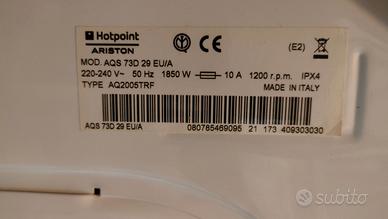 Hotpoint
ARISTON
(E2)
MOD. AQS 73D 29 EU/A
220-240 V~ 50 Hz 1850 W 10 A 1200 r.p.m. IPX4
TYPE AQ2005TRF MADE IN ITALY
AQS 73D 29 EU/A 080785469095 21 173 409303030
subito